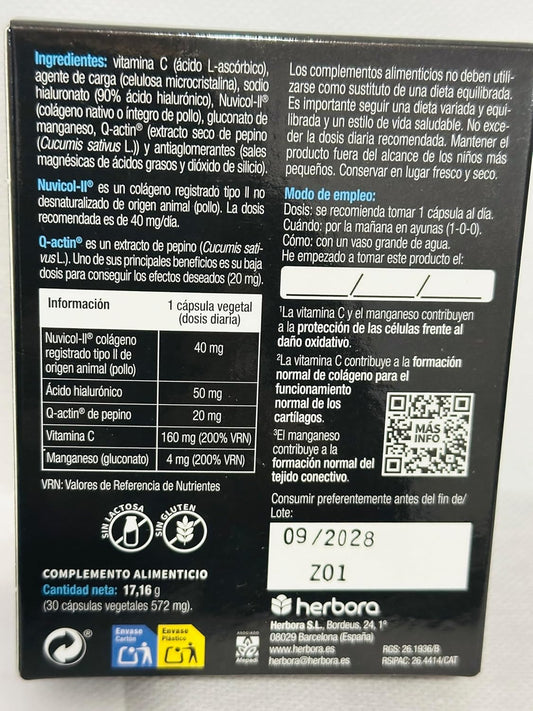 Ingredientes: vitamina C (ácido L-ascórbico),
agente de carga (celulosa microcristalina), sodio
hialuronato (90% ácido hialurónico), Nuvicol-II®
(colágeno nativo o íntegro de pollo), gluconato de
manganeso, Q-actin® (extracto seco de pepino
(Cucumis sativus L.)) y antiaglomerantes (sales
magnésicas de ácidos grasos y dióxido de silicio).
Nuvicol-II® es un colágeno registrado tipo II no
desnaturalizado de origen animal (pollo). La dosis
recomendada es de 40 mg/día.
Q-actin® es un extracto de pepino (Cucumis sati-
vus L.). Uno de sus principales beneficios es su baja
dosis para conseguir los efectos deseados (20 mg).
Información
1 cápsula vegetal
(dosis diaria)
Nuvicol-II® colágeno
registrado tipo II de
origen animal (pollo)
40 mg
Ácido hialurónico 50 mg
Q-actin® de pepino 20 mg
Vitamina C 160 mg (200% VRN)
Manganeso (gluconato) 4 mg (200% VRN)
VRN: Valores de Referencia de Nutrientes
SIN LACTOSA
SIN GLUTEN
COMPLEMENTO ALIMENTICIO
Cantidad neta: 17,16 g
(30 cápsulas vegetales 572 mg).
Envase
Cartón
Envase
Plástico
ASOCIADO
Afepadi
Los complementos alimenticios no deben utili-
zarse como sustituto de una dieta equilibrada.
Es importante seguir una dieta variada y equi-
librada y un estilo de vida saludable. No exce-
der la dosis diaria recomendada. Mantener el
producto fuera del alcance de los niños más
pequeños. Conservar en lugar fresco y seco.
Modo de empleo:
Dosis: se recomienda tomar 1 cápsula al día.
Cuándo: por la mañana en ayunas (1-0-0).
Cómo: con un vaso grande de agua.
He empezado a tomar este producto el:
/ / /
¹La vitamina C y el manganeso contribuyen
a la protección de las células frente al
daño oxidativo.
²La vitamina C contribuye a la formación
normal de colágeno para el
funcionamiento
normal de los
cartílagos.
³El manganeso
contribuye a la
formación normal del
tejido conectivo.
MÁS
INFO
Consumir preferentemente antes del fin de/
Lote:
09/2028
Z01
herbora
Herbora S.L. Bordeus, 24, 1ª
08029 Barcelona (España)
www.herbora.es
herbora@herbora.es
RGS: 26.1936/B
RSIPAC: 26.4414/CAT